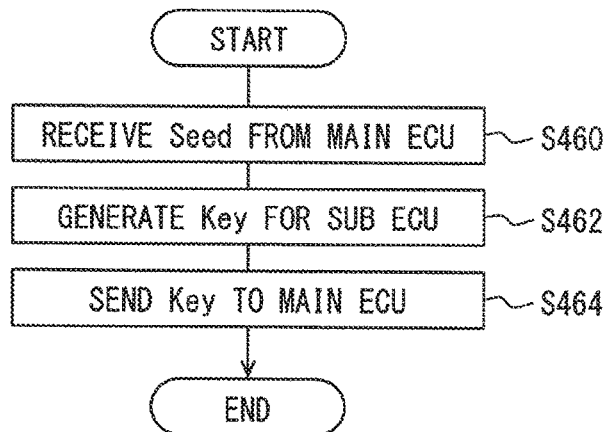 START
RECEIVE Seed FROM MAIN ECU
S460
GENERATE Key FOR SUB ECU
S462
SEND Key TO MAIN ECU
S464
END